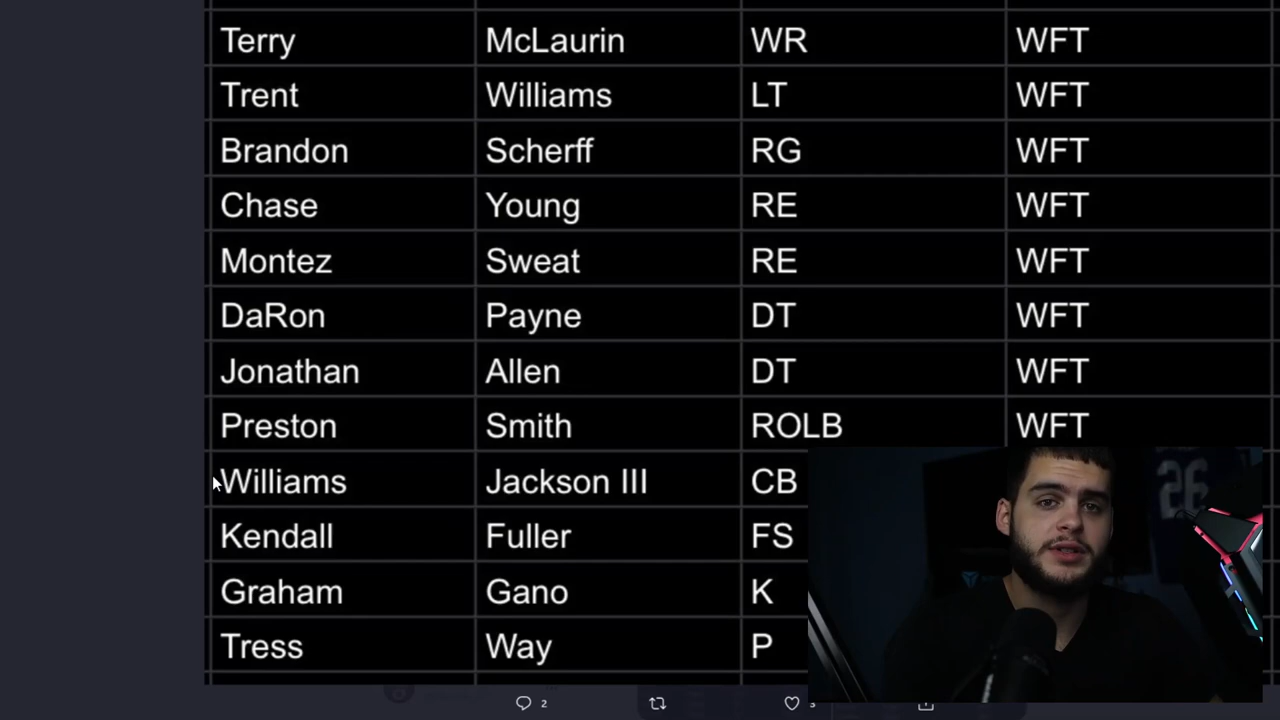 Terry McLaurin WR WFT
Trent Williams LT WFT
Brandon Scherff RG WFT
Chase Young RE WFT
Montez Sweat RE WFT
DaRon Payne DT WFT
Jonathan Allen DT WFT
Preston Smith ROLB WFT
Williams Jackson III CB
Kendall Fuller FS
Graham Gano K
Tress Way P
26
2
3